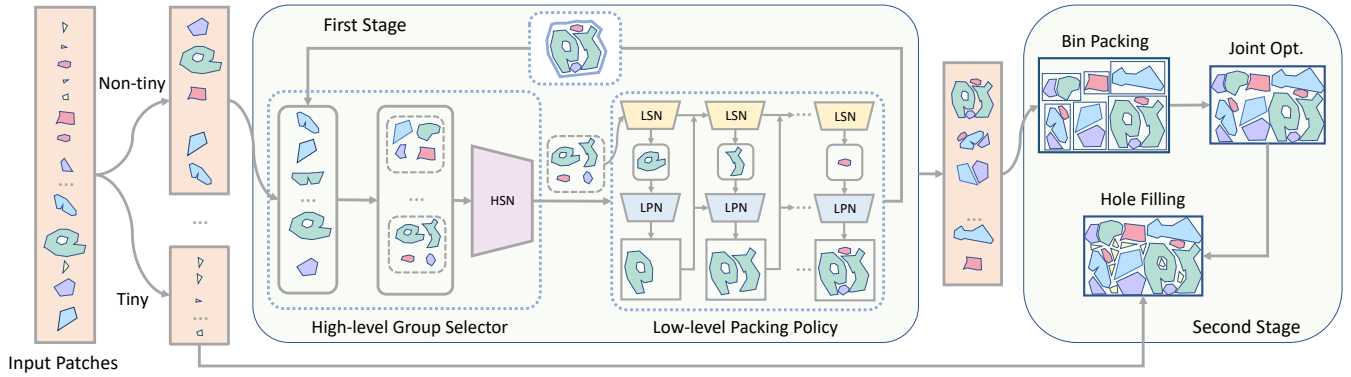 Input Patches
Non-tiny
Tiny
...
...
...
First Stage
...
...
HSN
High-level Group Selector
LSN
LSN
...
LSN
LPN
LPN
...
LPN
...
Low-level Packing Policy
...
Bin Packing
Joint Opt.
Hole Filling
Second Stage